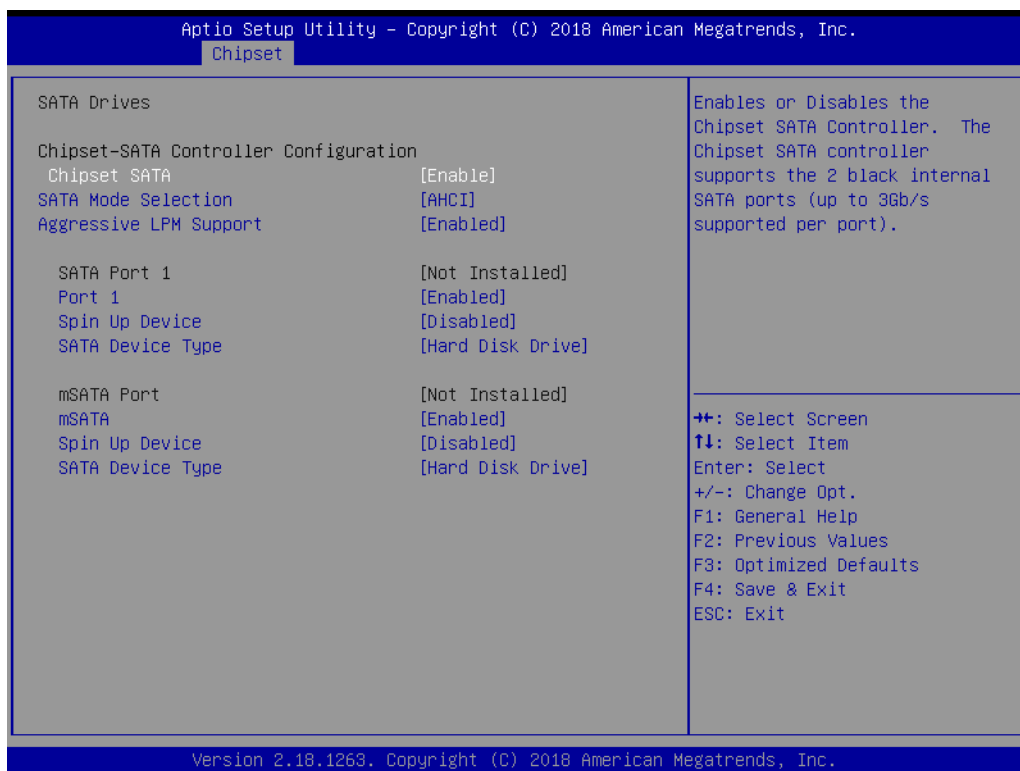 Aptio Setup Utility – Copyright (C) 2018 American Megatrends, Inc.
Chipset
SATA Drives
Chipset-SATA Controller Configuration
Chipset SATA [Enable]
SATA Mode Selection [AHCI]
Aggressive LPM Support [Enabled]
SATA Port 1 [Not Installed]
Port 1 [Enabled]
Spin Up Device [Disabled]
SATA Device Type [Hard Disk Drive]
mSATA Port [Not Installed]
mSATA [Enabled]
Spin Up Device [Disabled]
SATA Device Type [Hard Disk Drive]
Enables or Disables the
Chipset SATA Controller. The
Chipset SATA controller
supports the 2 black internal
SATA ports (up to 3Gb/s
supported per port).
→←: Select Screen
↑↓: Select Item
Enter: Select
+/-: Change Opt.
F1: General Help
F2: Previous Values
F3: Optimized Defaults
F4: Save & Exit
ESC: Exit
Version 2.18.1263. Copyright (C) 2018 American Megatrends, Inc.